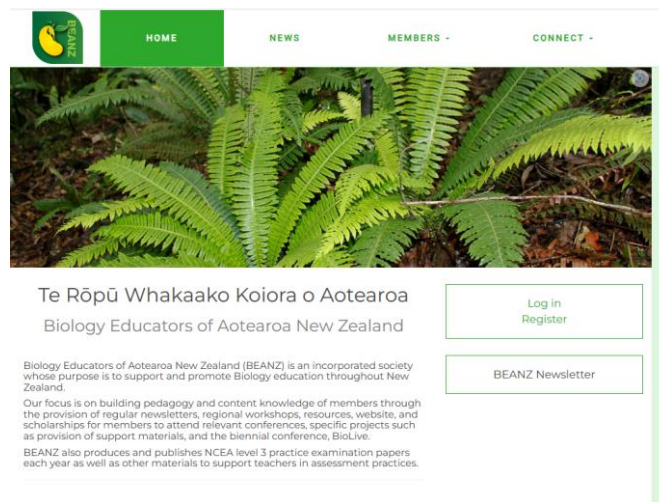 BEANZ
HOME
NEWS
MEMBERS -
CONNECT -
Te Rōpū Whakaako Koiora o Aotearoa
Biology Educators of Aotearoa New Zealand
Log in
Register
BEANZ Newsletter
Biology Educators of Aotearoa New Zealand (BEANZ) is an incorporated society
whose purpose is to support and promote Biology education throughout New
Zealand.
Our focus is on building pedagogy and content knowledge of members through
the provision of regular newsletters, regional workshops, resources, website, and
scholarships for members to attend relevant conferences, specific projects such
as provision of support materials, and the biennial conference, BioLive.
BEANZ also produces and publishes NCEA level 3 practice examination papers
each year as well as other materials to support teachers in assessment practices.